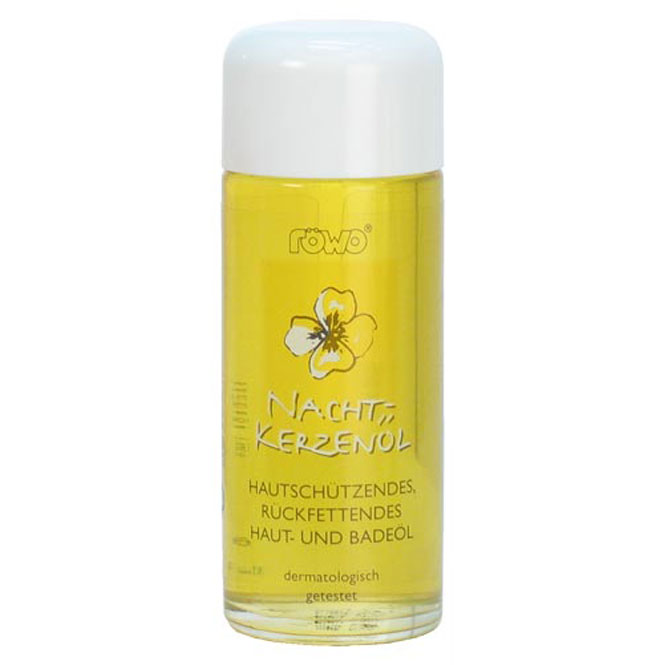 röwo®
NACHT-
KERZENÖL
HAUTSCHÜTZENDES,
RÜCKFETTENDES
HAUT- UND BADEÖL
dermatologisch
getestet